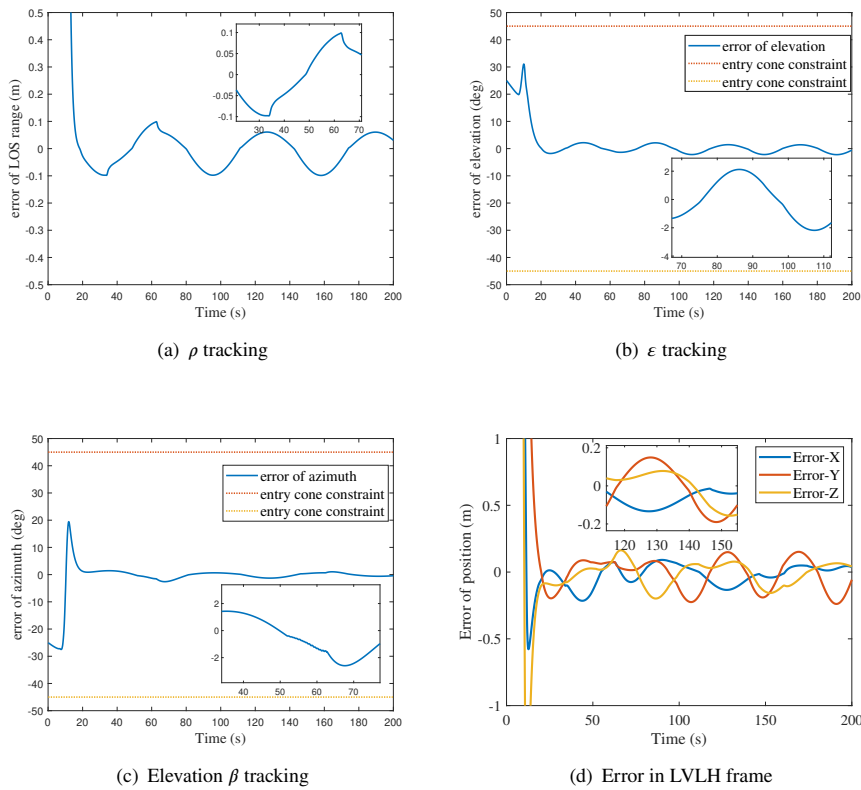 0.5
0.4
0.3
0.2
0.1
0
-0.1
-0.2
-0.3
-0.4
-0.5
error of LOS range (m)
0.1
0.05
0
-0.05
-0.1
30 40 50 60 70
0 20 40 60 80 100 120 140 160 180 200
Time (s)
(a) ρ tracking
50
40
30
20
10
0
-10
-20
-30
-40
-50
error of elevation (deg)
error of elevation
entry cone constraint
entry cone constraint
2
0
-2
-4
70 80 90 100 110
0 20 40 60 80 100 120 140 160 180 200
Time (s)
(b) ε tracking
50
40
30
20
10
0
-10
-20
-30
-40
-50
error of azimuth (deg)
error of azimuth
entry cone constraint
entry cone constraint
2
0
-2
40 50 60 70
0 20 40 60 80 100 120 140 160 180 200
Time (s)
(c) Elevation β tracking
1
0.5
0
-0.5
-1
Error of position (m)
0.2
0
-0.2
120 130 140 150
Error-X
Error-Y
Error-Z
0 50 100 150 200
Time (s)
(d) Error in LVLH frame